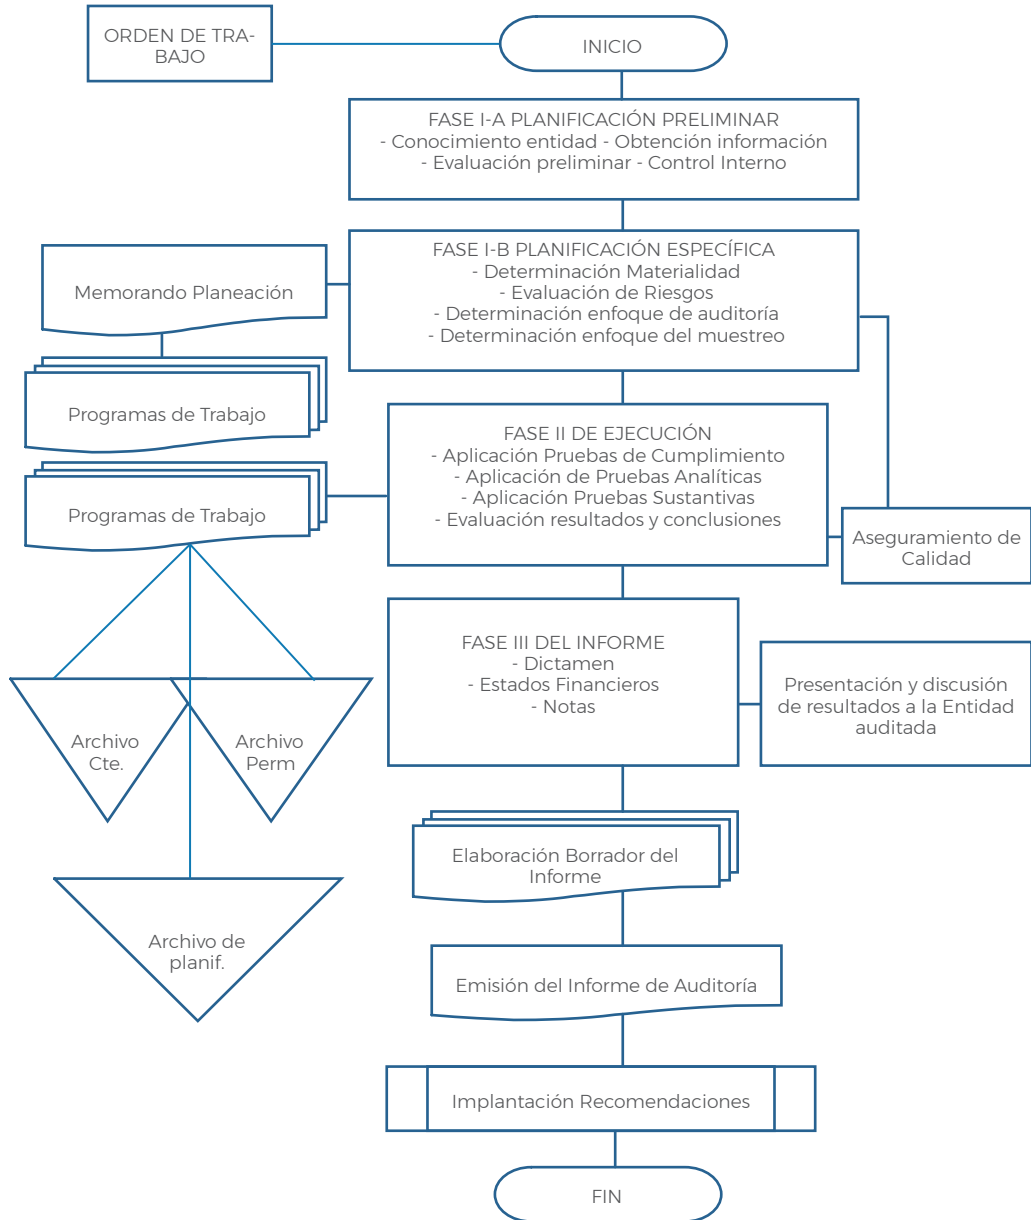 ORDEN DE TRA-
BAJO
INICIO
FASE I-A PLANIFICACIÓN PRELIMINAR
- Conocimiento entidad - Obtención información
- Evaluación preliminar - Control Interno
FASE I-B PLANIFICACIÓN ESPECÍFICA
- Determinación Materialidad
- Evaluación de Riesgos
- Determinación enfoque de auditoría
- Determinación enfoque del muestreo
Memorando Planeación
Programas de Trabajo
FASE II DE EJECUCIÓN
- Aplicación Pruebas de Cumplimiento
- Aplicación de Pruebas Analíticas
- Aplicación Pruebas Sustantivas
- Evaluación resultados y conclusiones
Programas de Trabajo
Aseguramiento de
Calidad
FASE III DEL INFORME
- Dictamen
- Estados Financieros
- Notas
Presentación y discusión
de resultados a la Entidad
auditada
Archivo
Cte.
Archivo
Perm
Elaboración Borrador del
Informe
Archivo de
planif.
Emisión del Informe de Auditoría
Implantación Recomendaciones
FIN